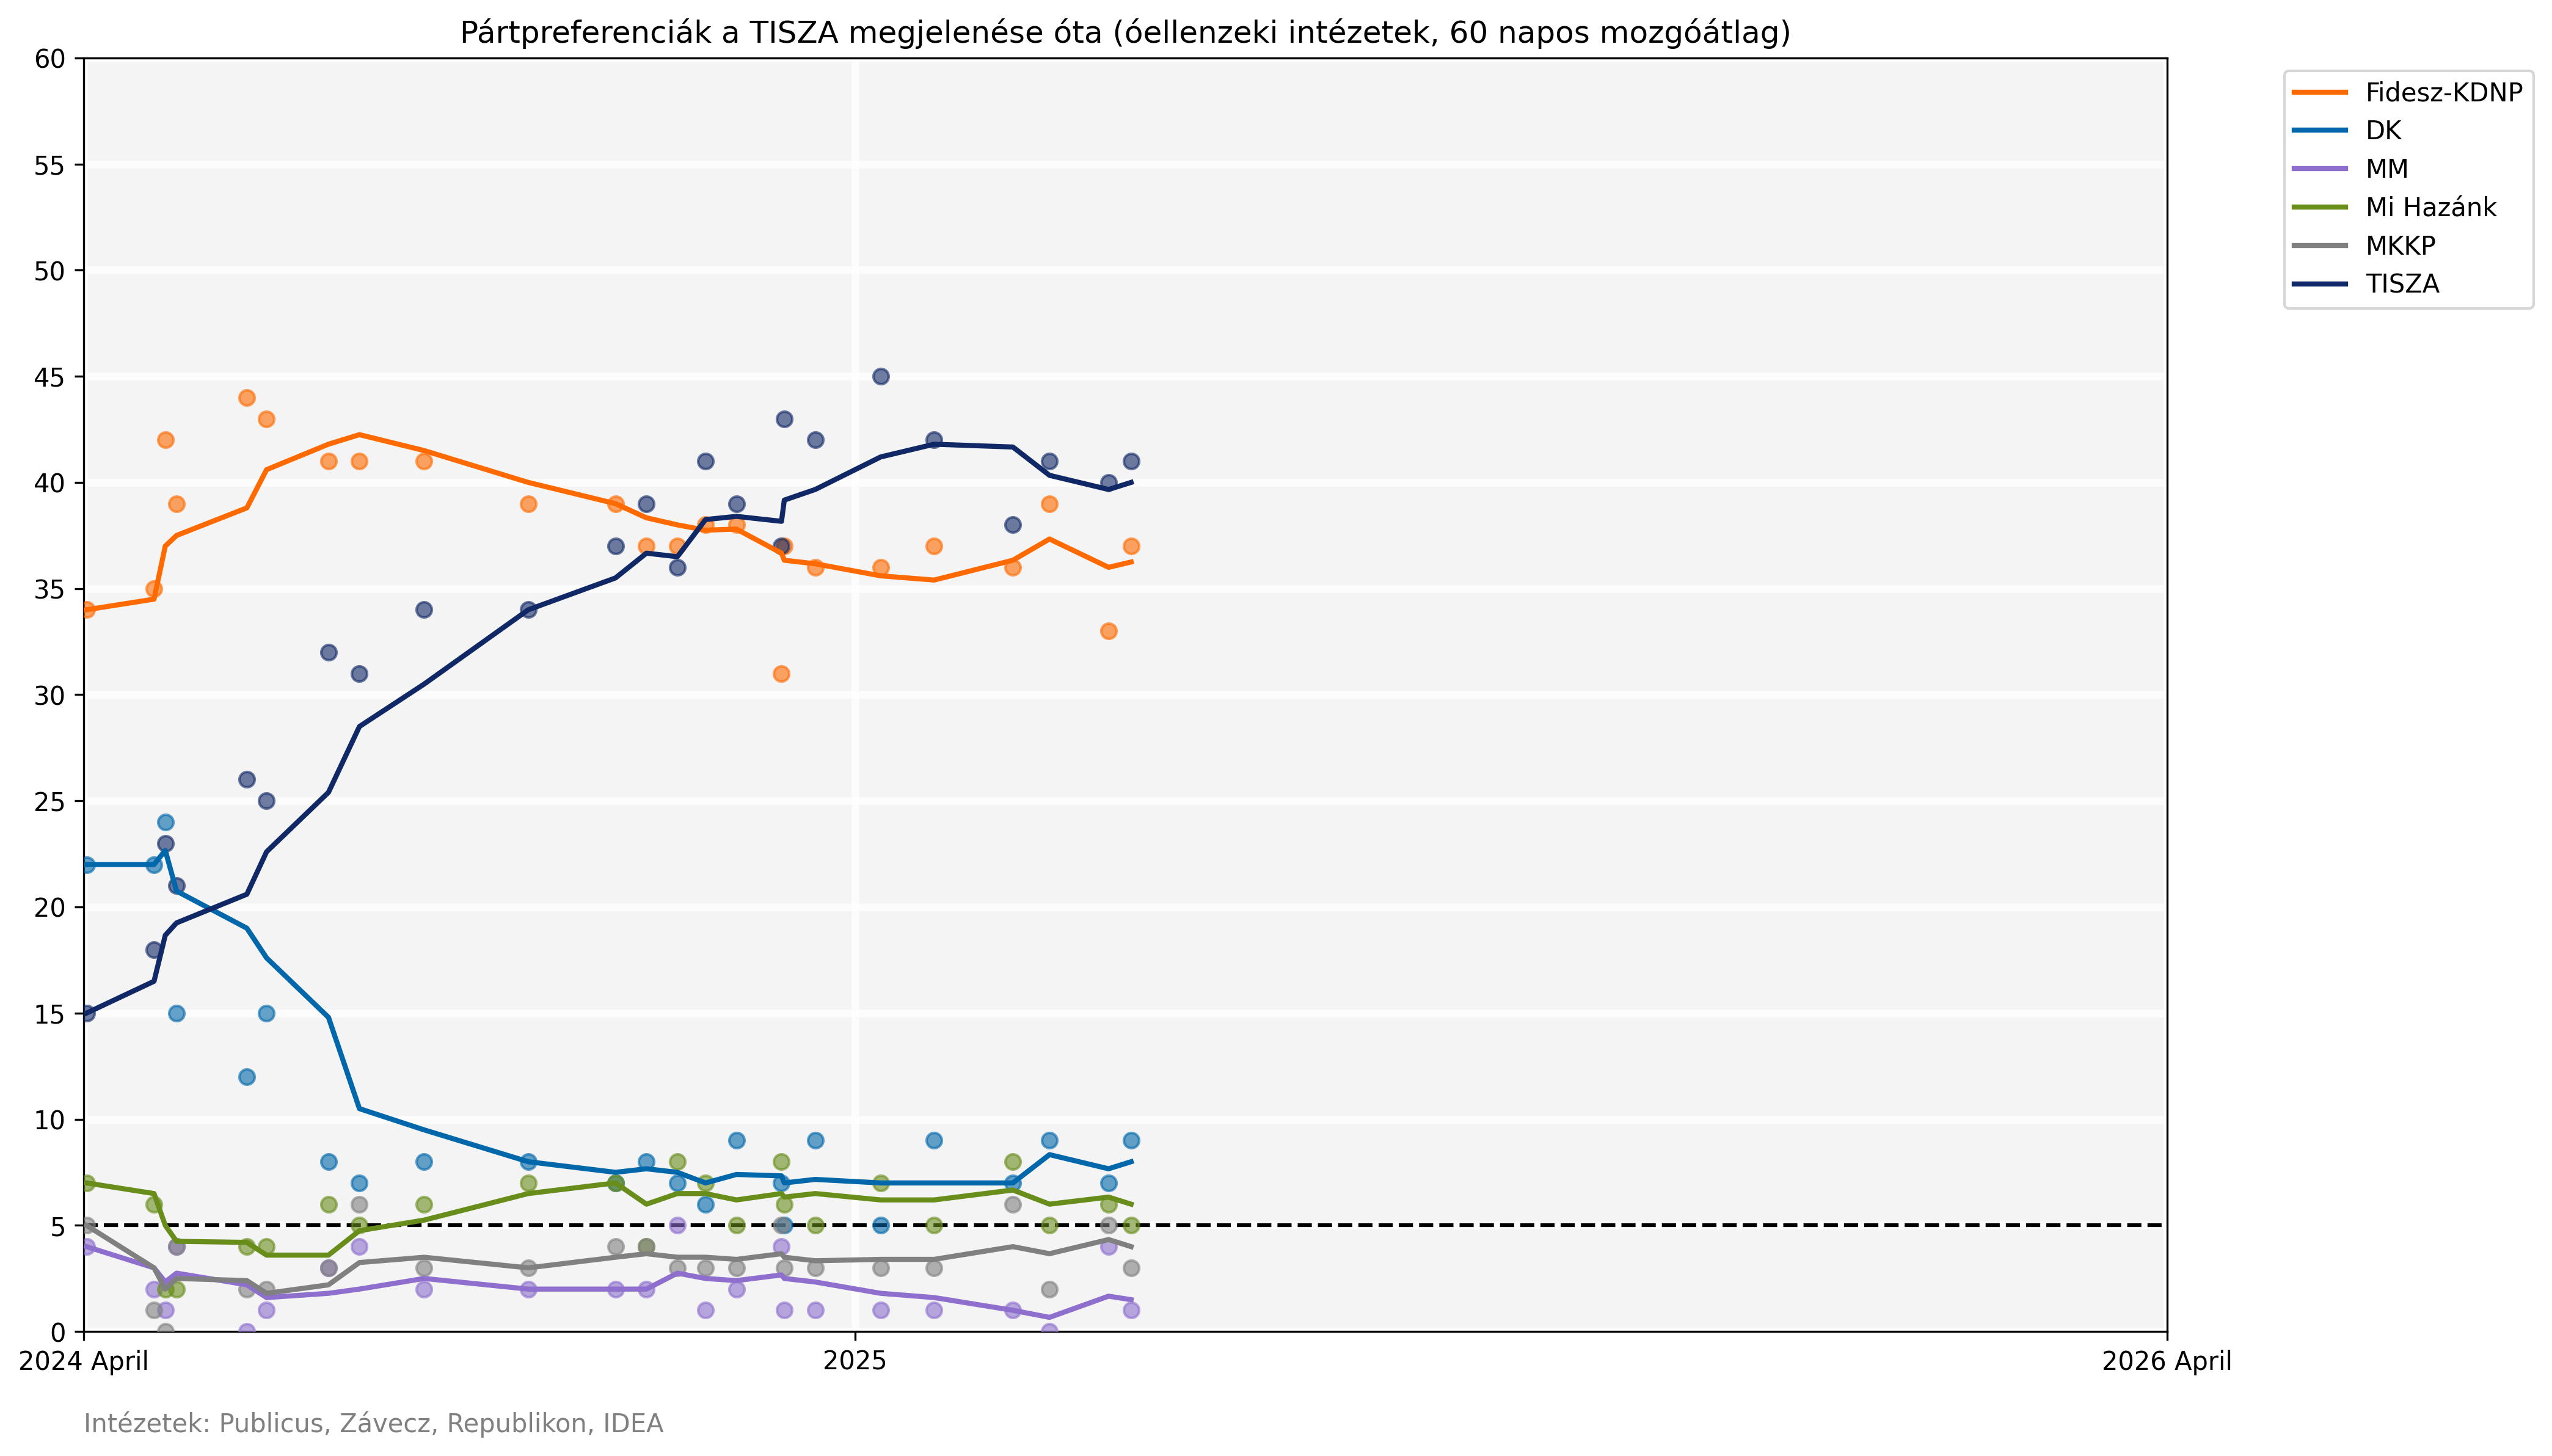 Pártpreferenciák a TISZA megjelenése óta (óellenzeki intézetek, 60 napos mozgóátlag)
60
55
50
45
40
35
30
25
20
15
10
5
0
2024 April
2025
2026 April
Fidesz-KDNP
DK
MM
Mi Hazánk
MKKP
TISZA
Intézetek: Publicus, Závecz, Republikon, IDEA